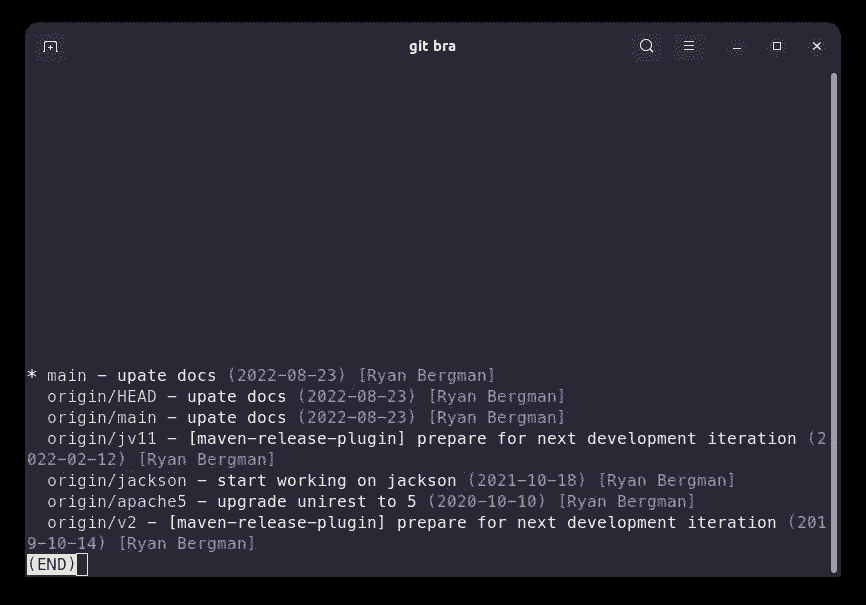 git bra
* main – upate docs (2022-08-23) [Ryan Bergman]
origin/HEAD – upate docs (2022-08-23) [Ryan Bergman]
origin/main – upate docs (2022-08-23) [Ryan Bergman]
origin/jv11 – [maven-release-plugin] prepare for next development iteration (2
022-02-12) [Ryan Bergman]
origin/jackson – start working on jackson (2021-10-18) [Ryan Bergman]
origin/apache5 – upgrade unirest to 5 (2020-10-10) [Ryan Bergman]
origin/v2 – [maven-release-plugin] prepare for next development iteration (201
9-10-14) [Ryan Bergman]
(END)